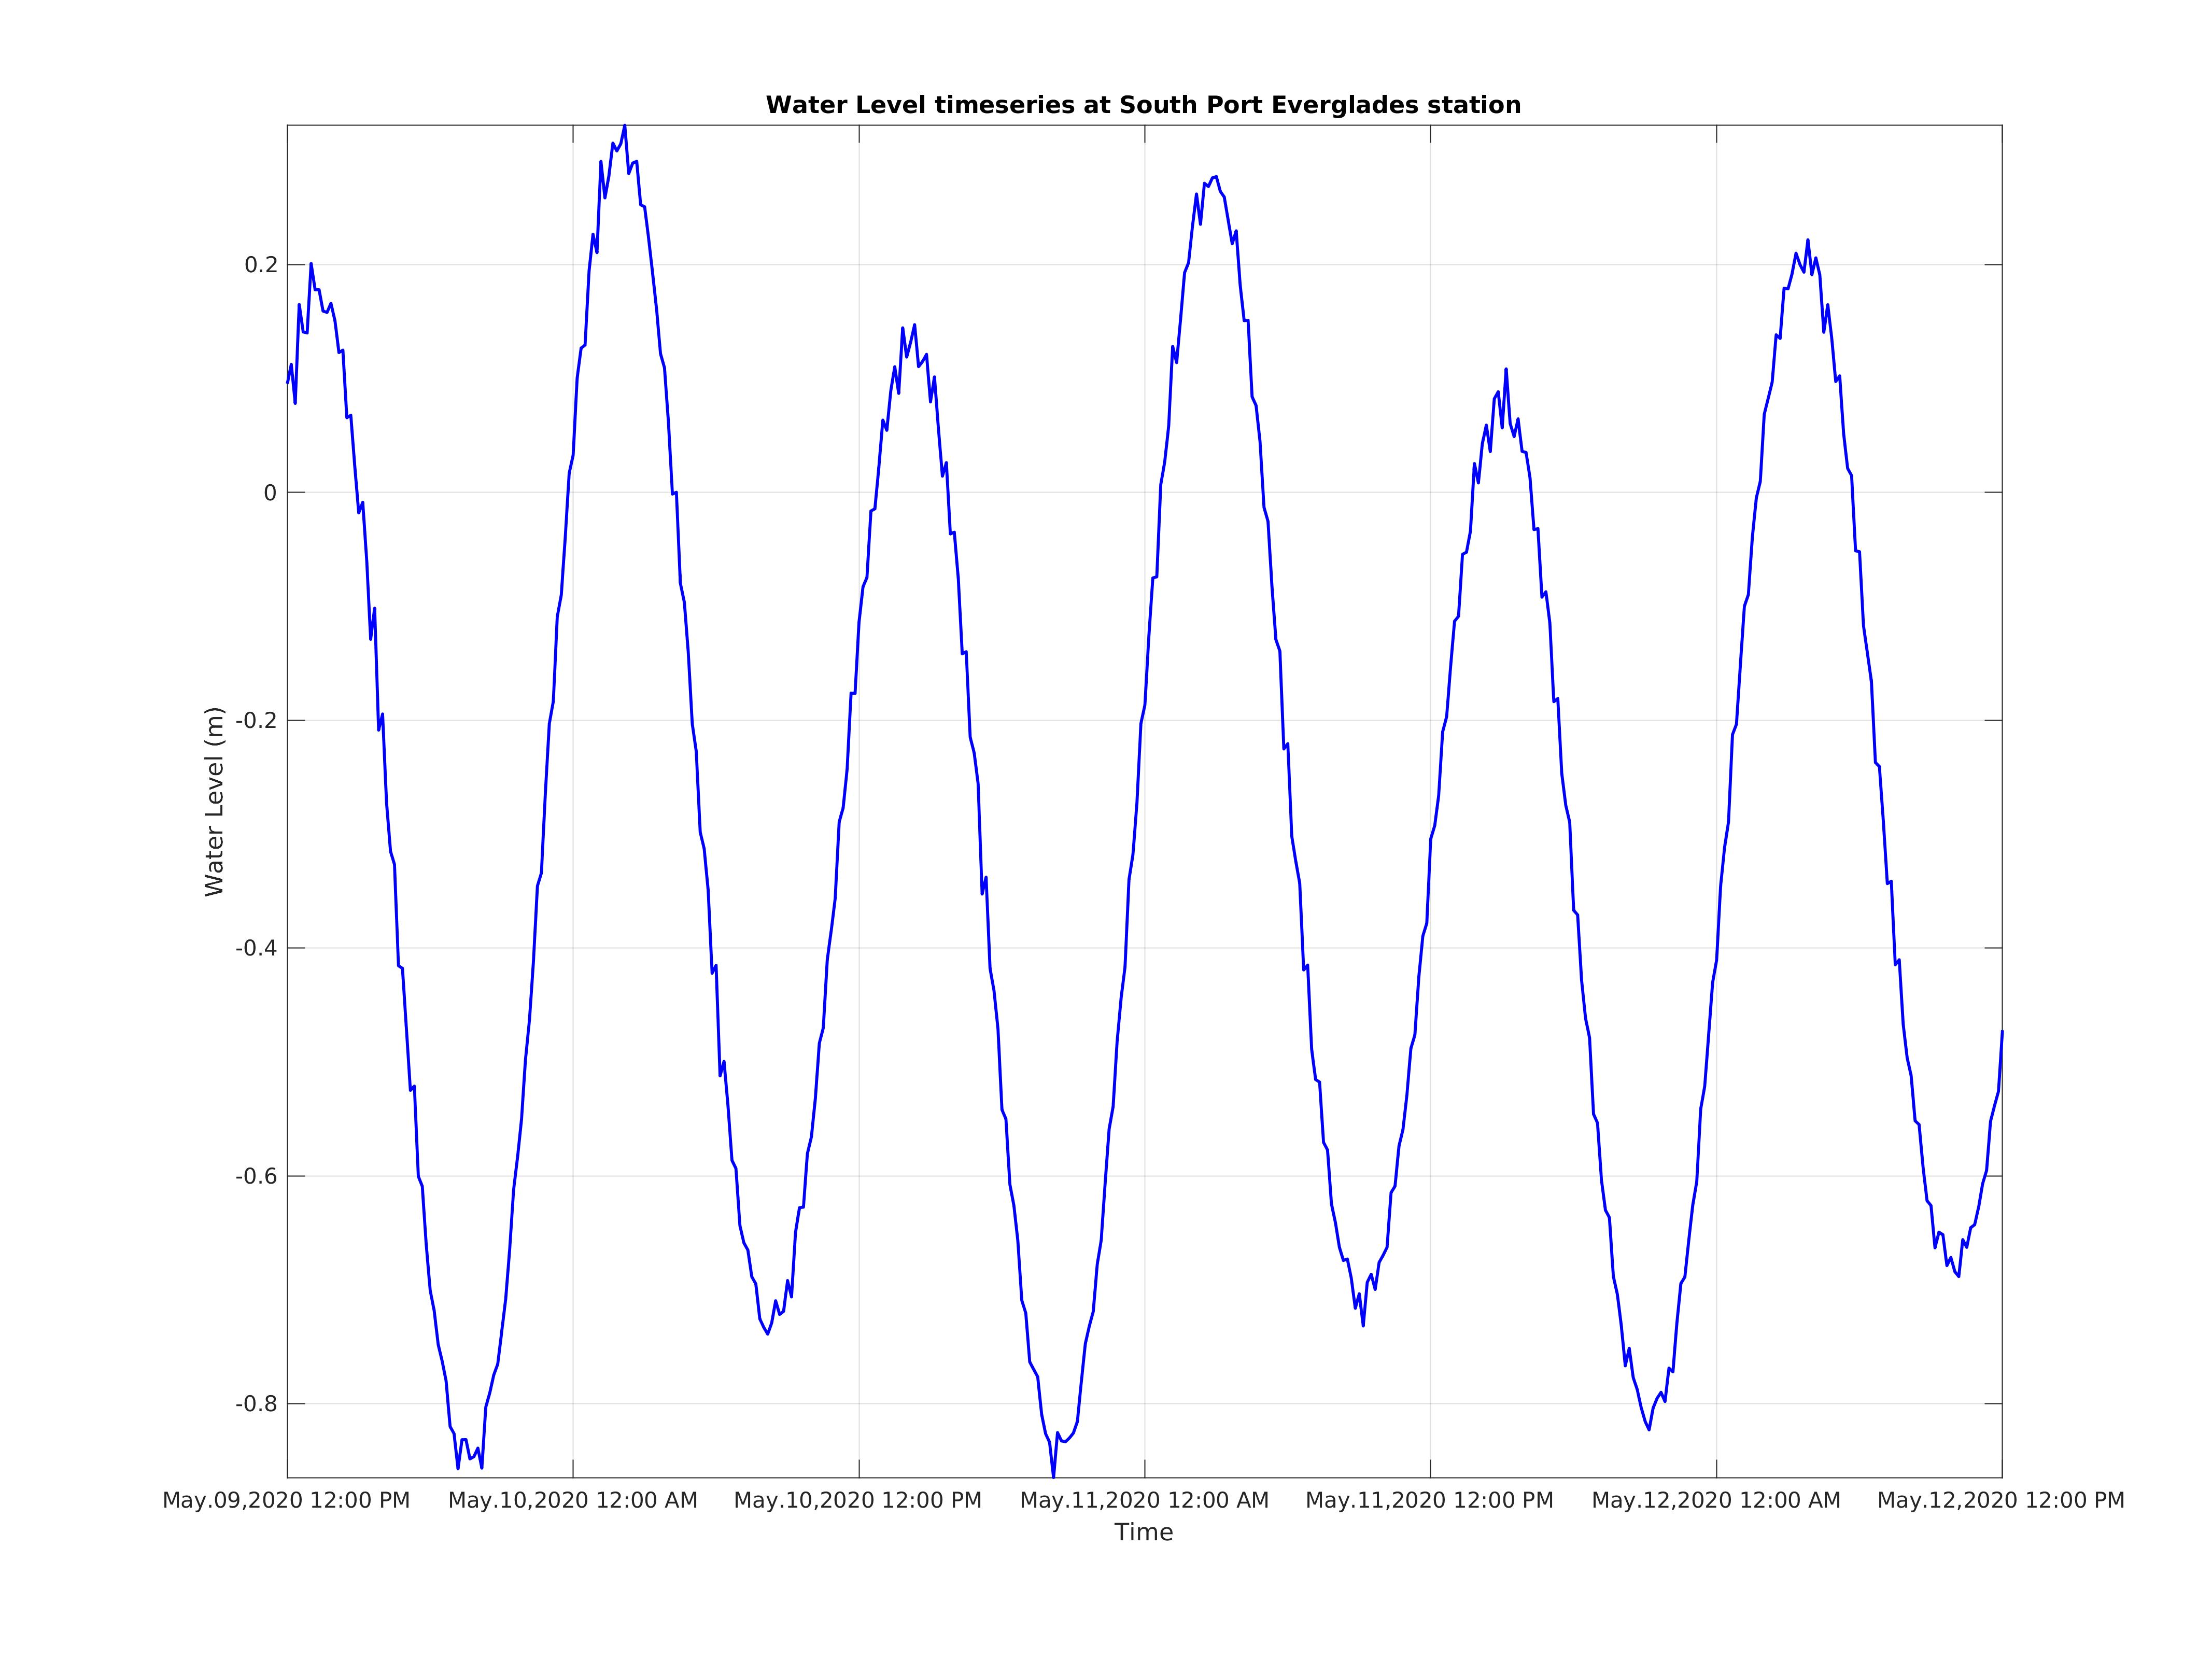 Water Level timeseries at South Port Everglades station
0.2
0
-0.2
-0.4
-0.6
-0.8
Water Level (m)
May.09,2020 12:00 PM
May.10,2020 12:00 AM
May.10,2020 12:00 PM
May.11,2020 12:00 AM
May.11,2020 12:00 PM
May.12,2020 12:00 AM
May.12,2020 12:00 PM
Time